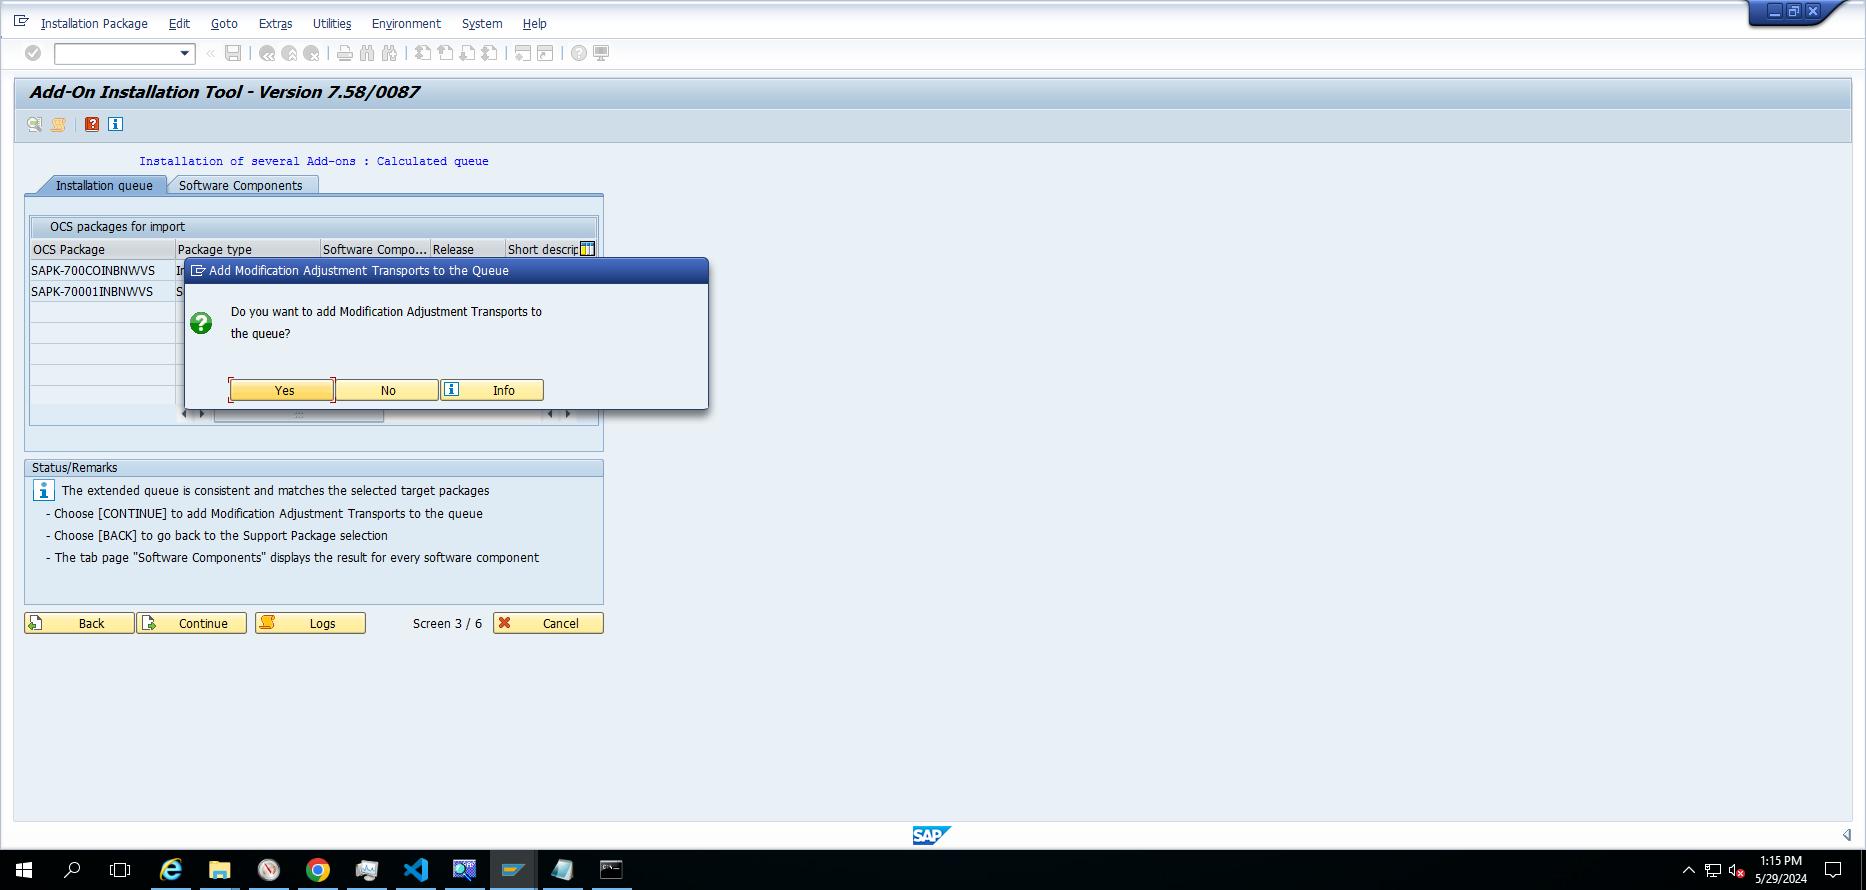 Installation Package Edit Goto Extras Utilities Environment System Help
Add-On Installation Tool - Version 7.58/0087
Installation of several Add-ons : Calculated queue
Installation queue Software Components
OCS packages for import
OCS Package Package type Software Compo... Release Short descrip
SAPK-700COINBNWVS
SAPK-70001INBNWVS
Add Modification Adjustment Transports to the Queue
Do you want to add Modification Adjustment Transports to
the queue?
Yes No Info
Status/Remarks
The extended queue is consistent and matches the selected target packages
- Choose [CONTINUE] to add Modification Adjustment Transports to the queue
- Choose [BACK] to go back to the Support Package selection
- The tab page "Software Components" displays the result for every software component
Back Continue Logs Screen 3 / 6 Cancel
SAP
1:15 PM
5/29/2024